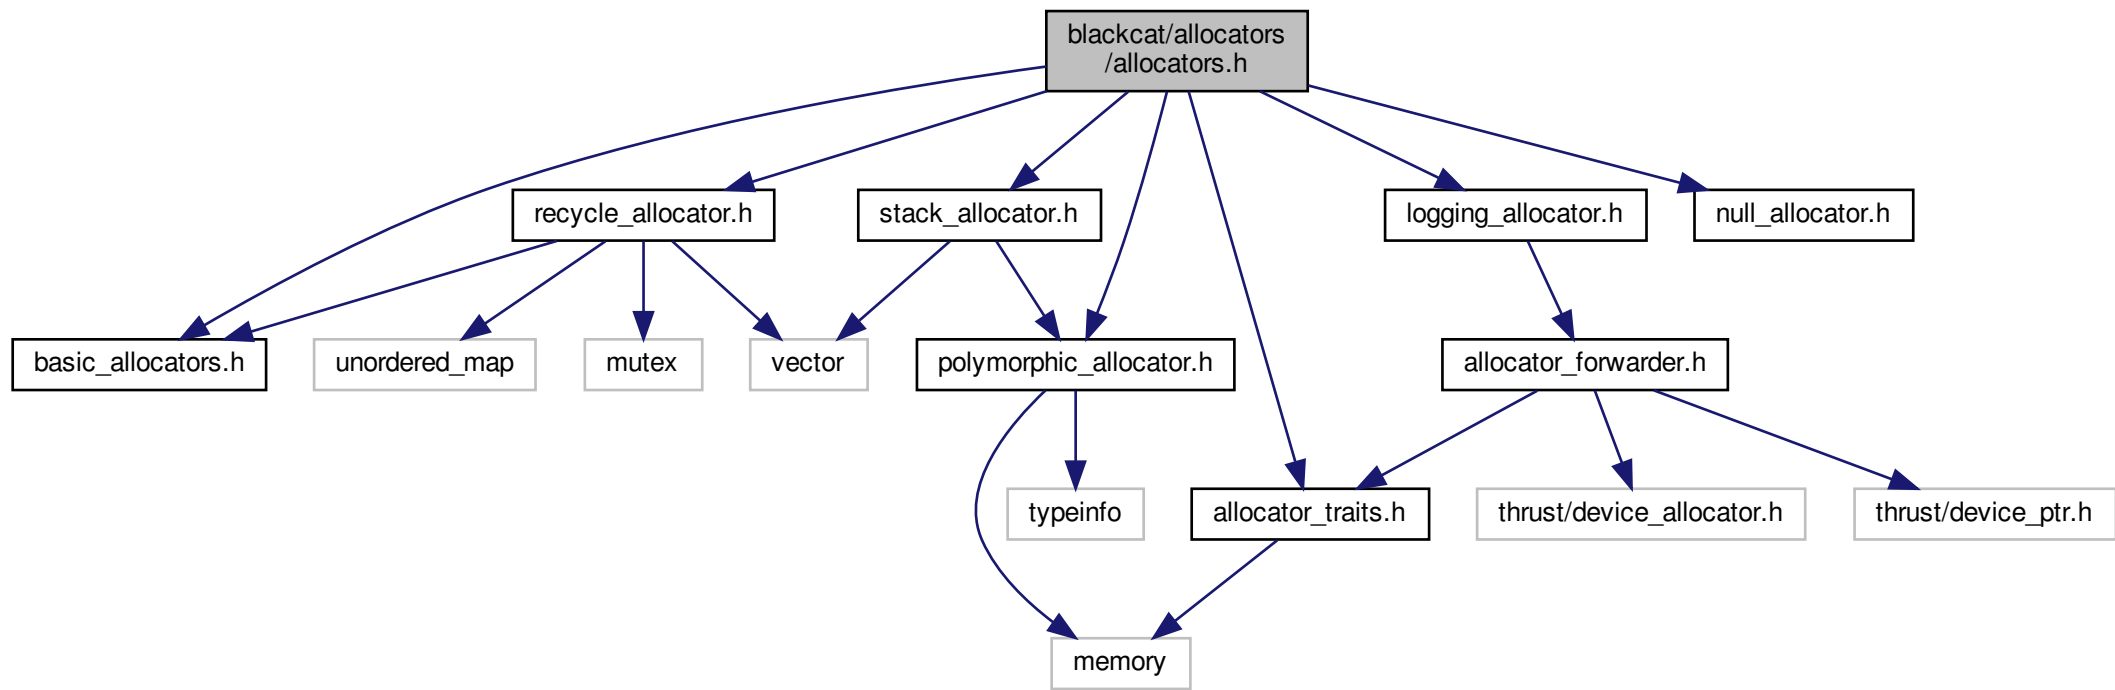 blackcat/allocators
/allocators.h
recycle_allocator.h
stack_allocator.h
logging_allocator.h
null_allocator.h
basic_allocators.h
unordered_map
mutex
vector
polymorphic_allocator.h
allocator_forwarder.h
typeinfo
allocator_traits.h
thrust/device_allocator.h
thrust/device_ptr.h
memory